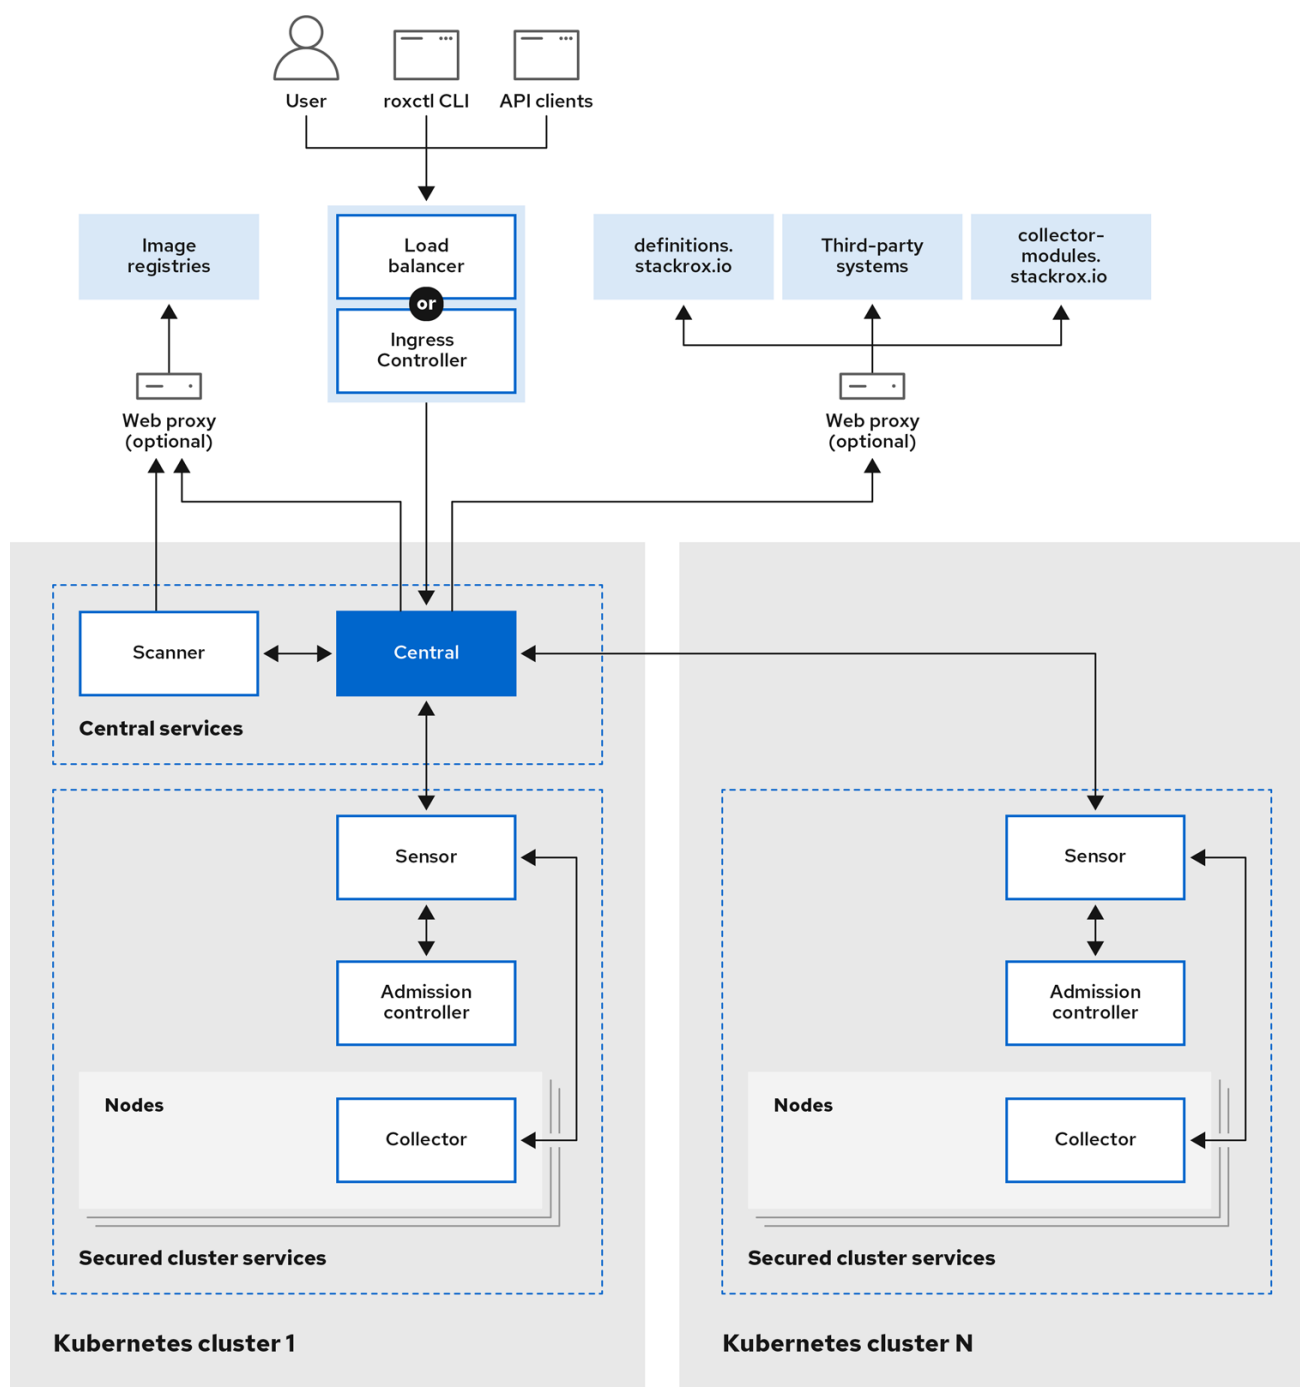 User
roxctl CLI
API clients
Image
registries
Load
balancer
or
Ingress
Controller
definitions.
stackrox.io
Third-party
systems
collector-
modules.
stackrox.io
Web proxy
(optional)
Web proxy
(optional)
Scanner
Central
Central services
Sensor
Admission
controller
Nodes
Collector
Secured cluster services
Kubernetes cluster 1
Sensor
Admission
controller
Nodes
Collector
Secured cluster services
Kubernetes cluster N